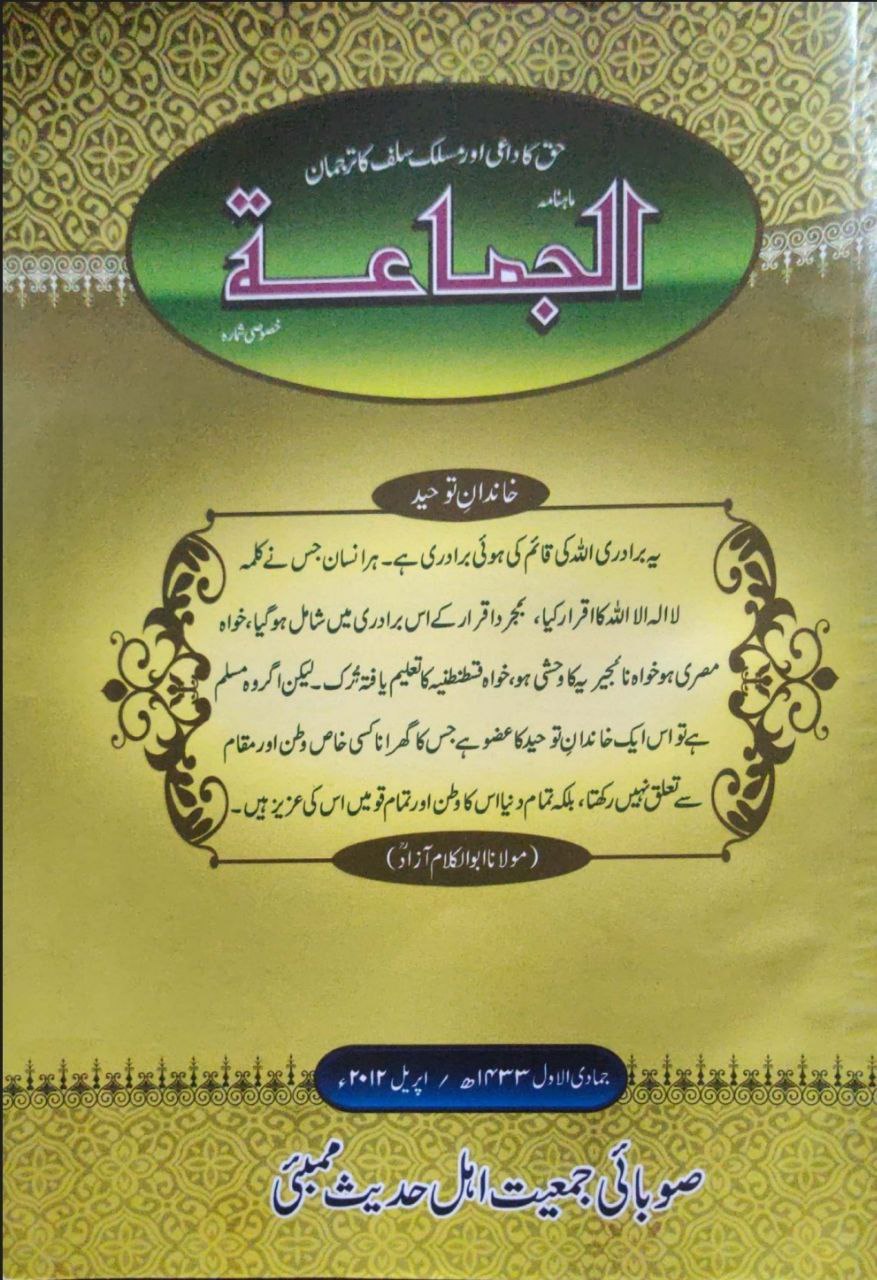 حق کا داعی اور مسلک سلف کا ترجمان
ماہنامہ
الجماعة
خصوصی شمارہ
خاندانِ توحید
یہ برادری اللہ کی قائم کی ہوئی برادری ہے۔ ہر انسان جس نے کلمہ
لا الہ الا اللہ کا اقرار کیا، بمجرد اقرار کے اس برادری میں شامل ہوگیا، خواہ
مصری ہو خواہ نائجیریہ کا وحشی ہو، خواہ قسطنطنیہ کا تعلیم یافتہ تُرک۔ لیکن اگر وہ مسلم
ہے تو اس ایک خاندانِ توحید کا عضو ہے جس کا گھرانا کسی خاص وطن اور مقام
سے تعلق نہیں رکھتا، بلکہ تمام دنیا اس کا وطن اور تمام قومیں اس کی عزیز ہیں۔
(مولانا ابوالکلام آزادؒ)
جمادی الاول ۱۴۳۳ھ / اپریل ۲۰۱۲ء
صوبائی جمعیت اہل حدیث ممبئی